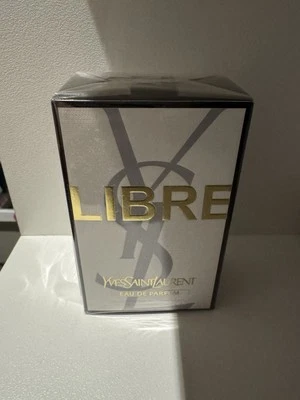 LIBRE
YVESSAINTLAURENT
EAU DE PARFUM